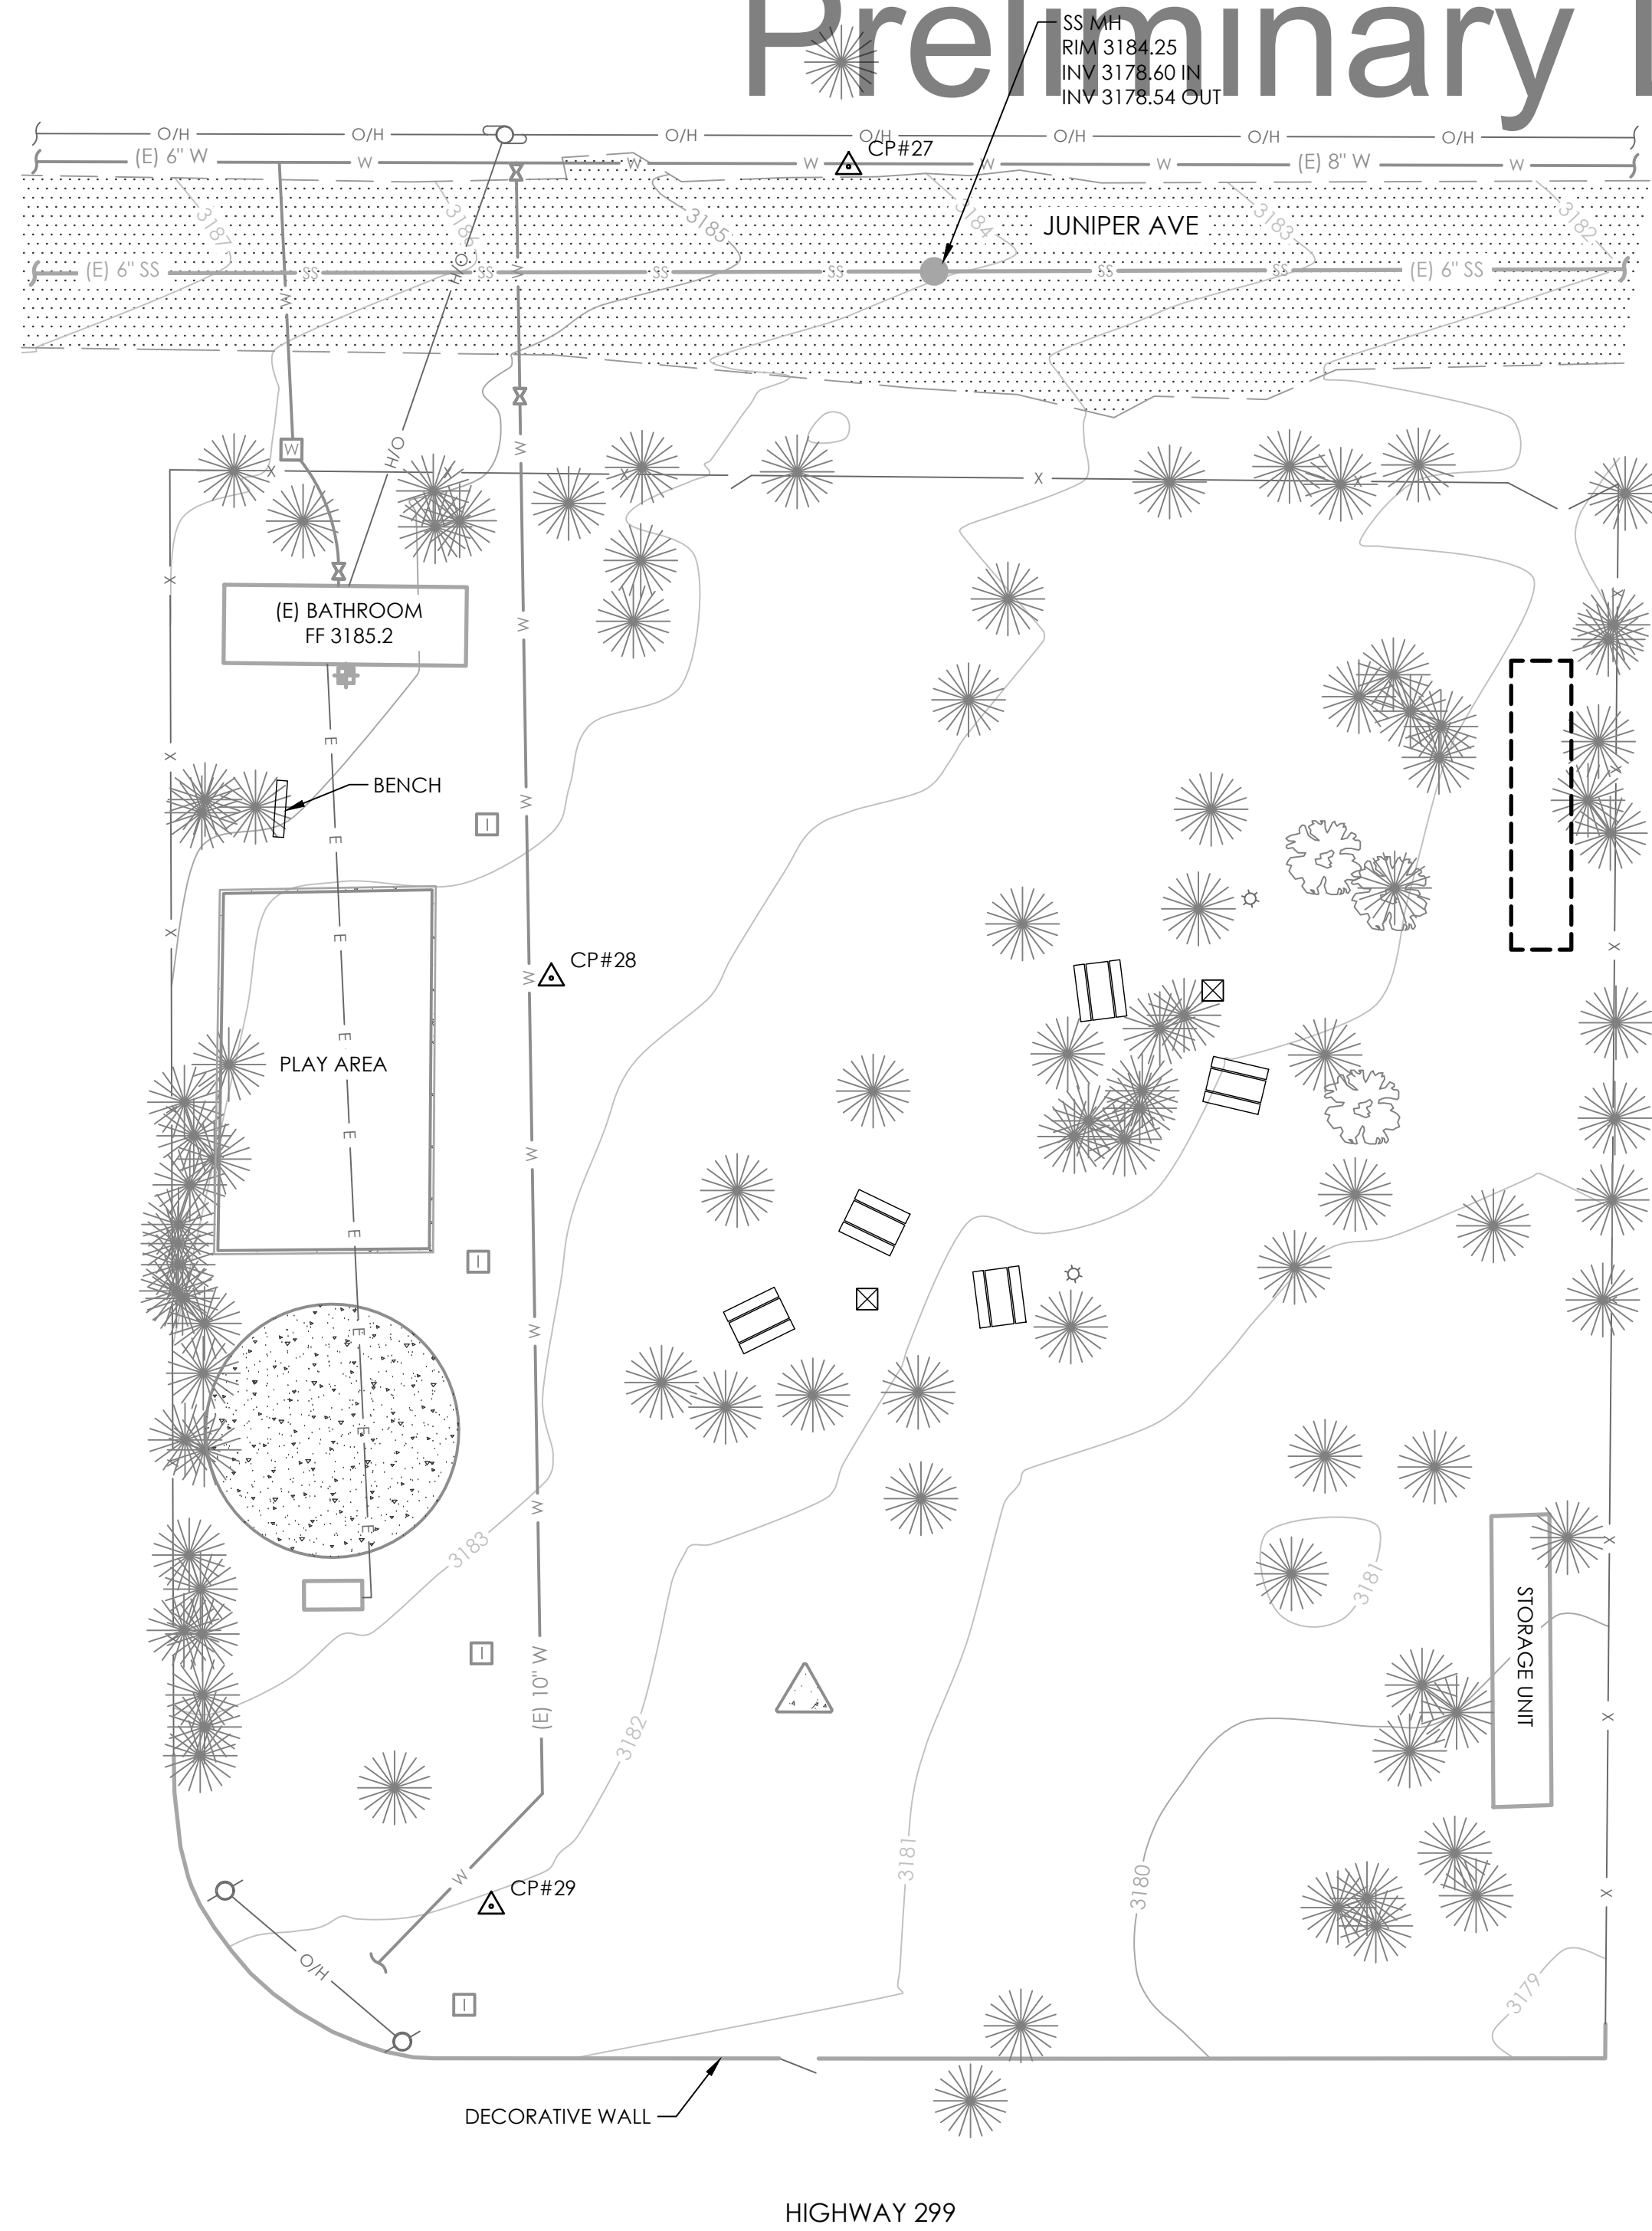 Preliminary
SS MH
RIM 3184.25
INV 3178.60 IN
INV 3178.54 OUT
O/H O/H O/H O/H O/H O/H O/H
CP#27
(E) 6" W W W W W W (E) 8" W W
3187 3185 3184 3183 3182
JUNIPER AVE
(E) 6" SS SS SS SS SS SS SS (E) 6" SS
O/H
W
W
W
O/H
W
W
X X X X X
(E) BATHROOM
FF 3185.2
W
X
X
X
E
X
BENCH
W
E
I
X
E
CP#28
W
X
E
PLAY AREA
E
W
E
I
E
W
E
E
W
3183
3181
X
STORAGE UNIT
I
(E) 10" W
3182
X
3181
3180
W
CP#29
X
O/H
I
3179
DECORATIVE WALL
HIGHWAY 299